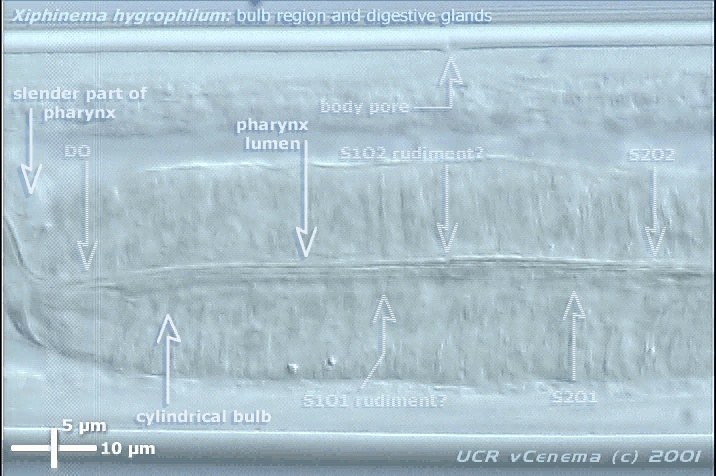 Xiphinema hygrophilum: bulb region and digestive glands
slender part of
pharynx
body pore
pharynx
lumen
DO
S1O2 rudiment?
S2O2
S1O1 rudiment?
S2O1
cylindrical bulb
5 µm
10 µm
UCR vCenema (c) 2001